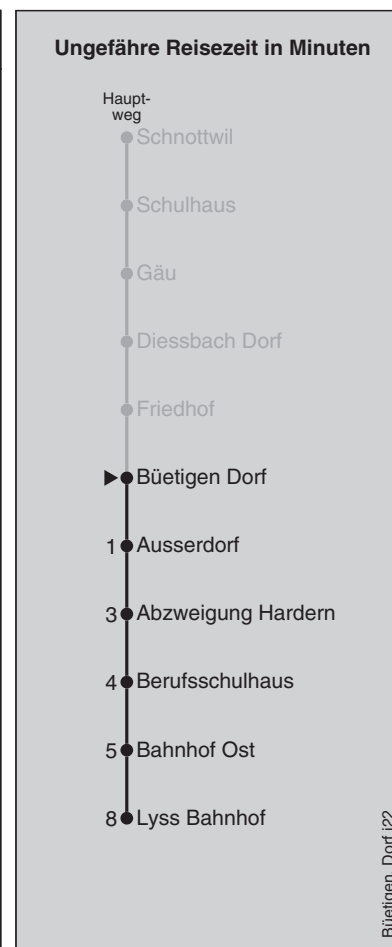 Ungefähre Reisezeit in Minuten
Haupt-
weg
Schnottwil
Schulhaus
Gäu
Diessbach Dorf
Friedhof
Büetigen Dorf
1 Ausserdorf
3 Abzweigung Hardern
4 Berufsschulhaus
5 Bahnhof Ost
8 Lyss Bahnhof
Büetigen, Dorf j22